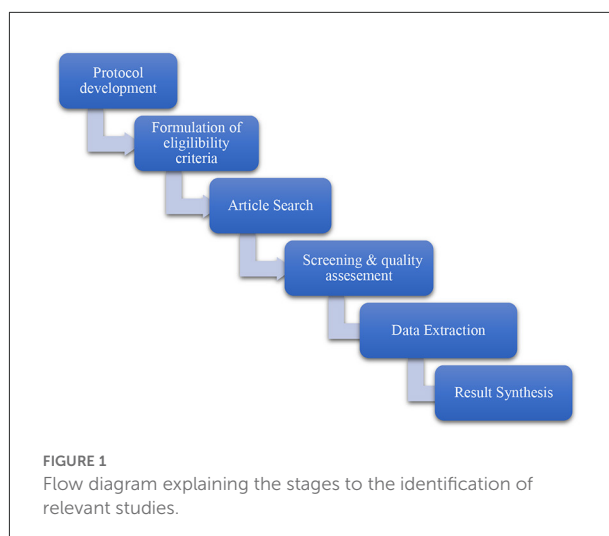 Protocol
development
Formulation of
eligilibility
criteria
Article Search
Screening & quality
assesement
Data Extraction
Result Synthesis
FIGURE 1
Flow diagram explaining the stages to the identification of
relevant studies.